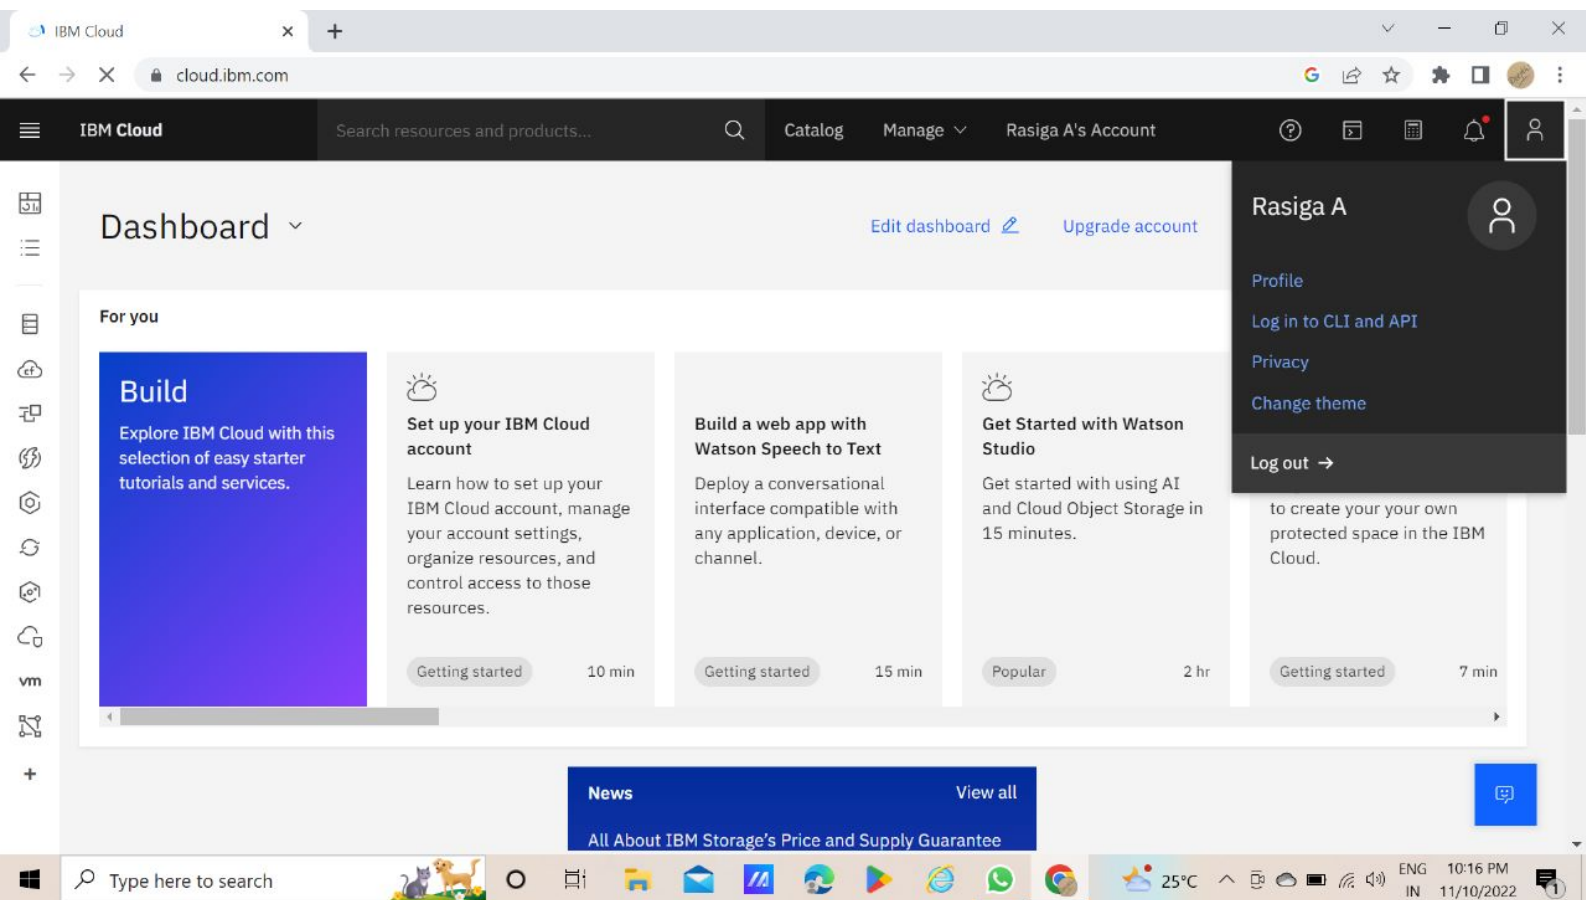 IBM Cloud
cloud.ibm.com
IBM Cloud
Search resources and products...
Catalog
Manage
Rasiga A's Account
Dashboard
Edit dashboard
Upgrade account
Rasiga A
Profile
Log in to CLI and API
Privacy
Change theme
Log out →
For you
Build
Explore IBM Cloud with this
selection of easy starter
tutorials and services.
Set up your IBM Cloud
account
Learn how to set up your
IBM Cloud account, manage
your account settings,
organize resources, and
control access to those
resources.
Getting started
10 min
Build a web app with
Watson Speech to Text
Deploy a conversational
interface compatible with
any application, device, or
channel.
Getting started
15 min
Get Started with Watson
Studio
Get started with using AI
and Cloud Object Storage in
15 minutes.
Popular
2 hr
to create your your own
protected space in the IBM
Cloud.
Getting started
7 min
cf
vm
News
View all
All About IBM Storage's Price and Supply Guarantee
Type here to search
25°C
ENG
IN
10:16 PM
11/10/2022
1